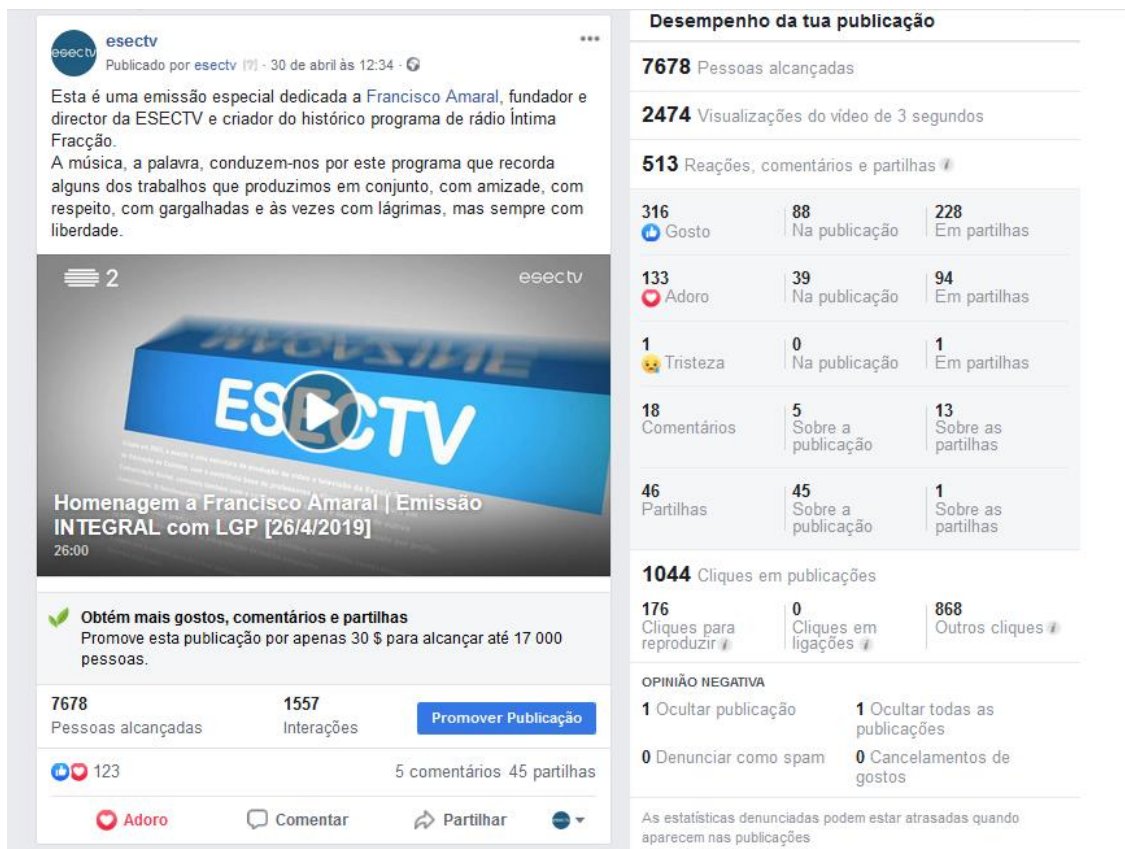 esectv
esectv
Publicado por esectv [?] · 30 de abril às 12:34 ·
Esta é uma emissão especial dedicada a Francisco Amaral, fundador e
director da ESECTV e criador do histórico programa de rádio Íntima
Fracção.
A música, a palavra, conduzem-nos por este programa que recorda
alguns dos trabalhos que produzimos em conjunto, com amizade, com
respeito, com gargalhadas e às vezes com lágrimas, mas sempre com
liberdade.
2
esectv
MAGAZINE
ESECTV
Homenagem a Francisco Amaral | Emissão
INTEGRAL com LGP [26/4/2019]
26:00
Obtém mais gostos, comentários e partilhas
Promove esta publicação por apenas 30 $ para alcançar até 17 000
pessoas.
7678 1557
Pessoas alcançadas Interações
Promover Publicação
123 5 comentários 45 partilhas
Adoro Comentar Partilhar
Desempenho da tua publicação
7678 Pessoas alcançadas
2474 Visualizações do vídeo de 3 segundos
513 Reações, comentários e partilhas
316 88 228
Gosto Na publicação Em partilhas
133 39 94
Adoro Na publicação Em partilhas
1 0 1
Tristeza Na publicação Em partilhas
18 5 13
Comentários Sobre a Sobre as
publicação partilhas
46 45 1
Partilhas Sobre a Sobre as
publicação partilhas
1044 Cliques em publicações
176 0 868
Cliques para Cliques em Outros cliques
reproduzir ligações
OPINIÃO NEGATIVA
1 Ocultar publicação 1 Ocultar todas as
publicações
0 Denunciar como spam 0 Cancelamentos de
gostos
As estatísticas denunciadas podem estar atrasadas quando
aparecem nas publicações